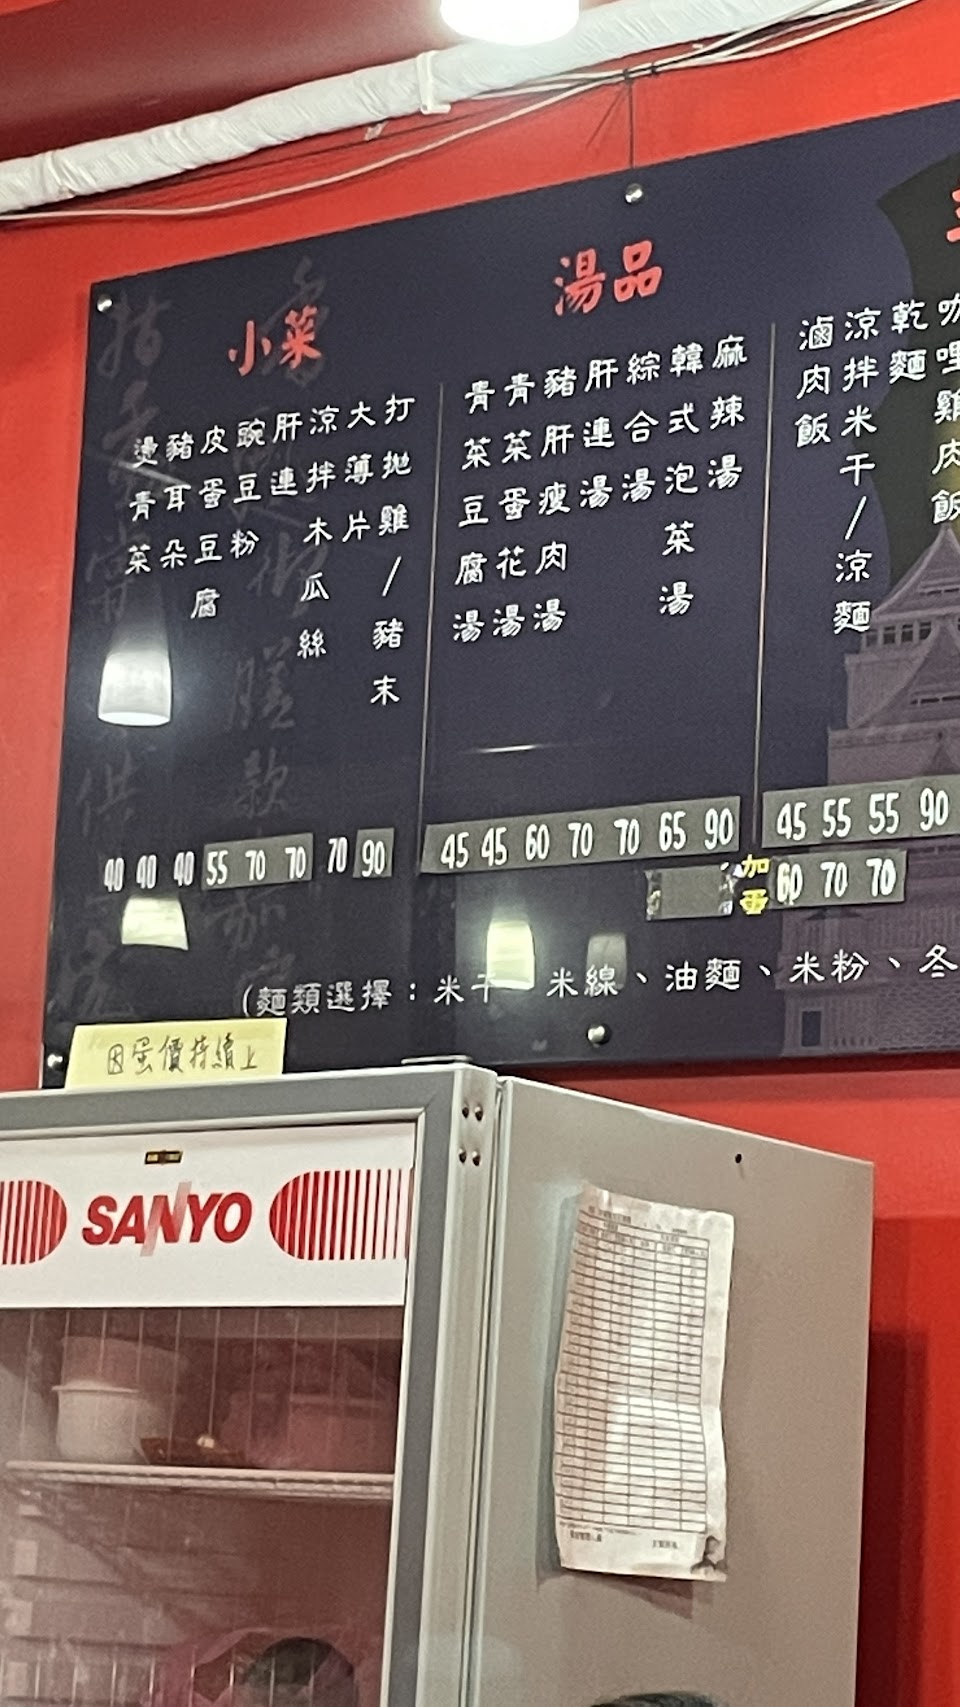 小菜
燙青菜
豬耳朵
皮蛋豆腐
豌豆粉
肝連
涼拌木瓜絲
大薄片
打拋雞/豬末
40 40 40 55 70 70 70 90
湯品
青菜豆腐湯
青菜蛋花湯
豬肝瘦肉湯
肝連湯
綜合湯
韓式泡菜湯
麻辣湯
45 45 60 70 70 65 90
滷肉飯
涼拌米干/涼麵
乾麵
咖哩雞肉飯
45 55 55 90
加蛋 60 70 70
(麵類選擇：米干 米線、油麵、米粉、冬
因蛋價持續上
SANYO